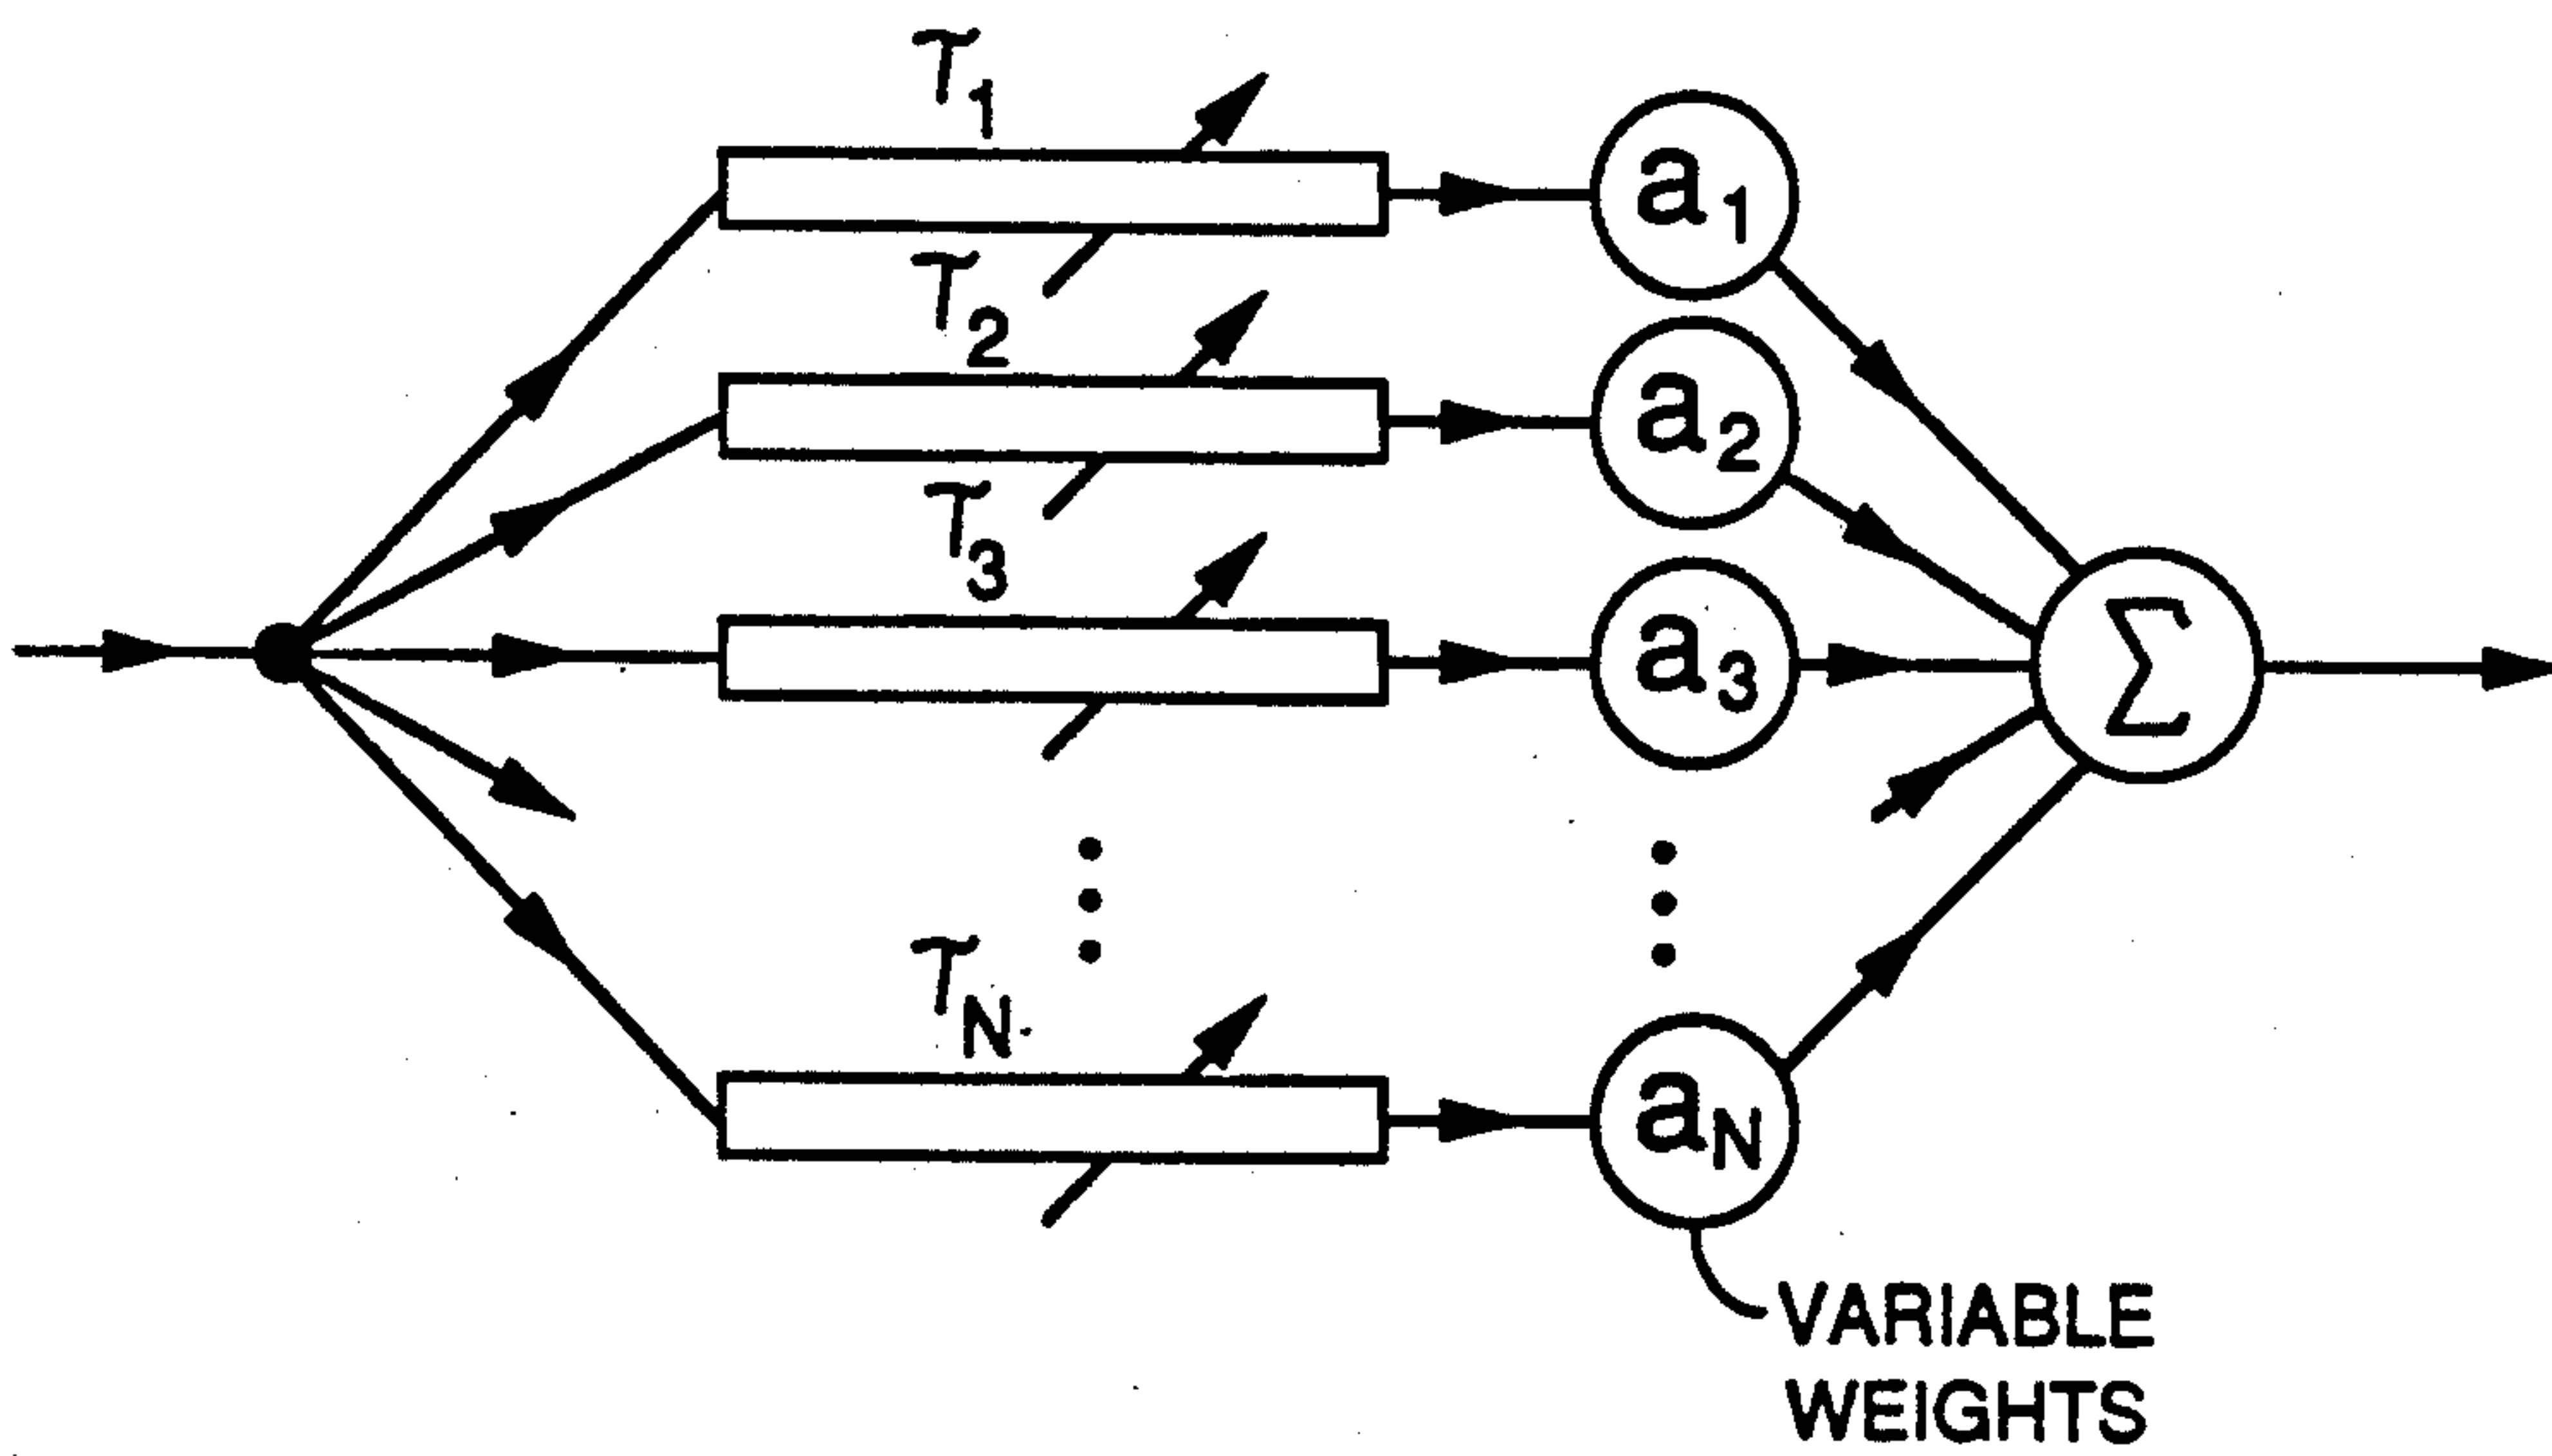 τ1
a1
τ2
a2
τ3
a3
Σ
τN
aN
VARIABLE
WEIGHTS